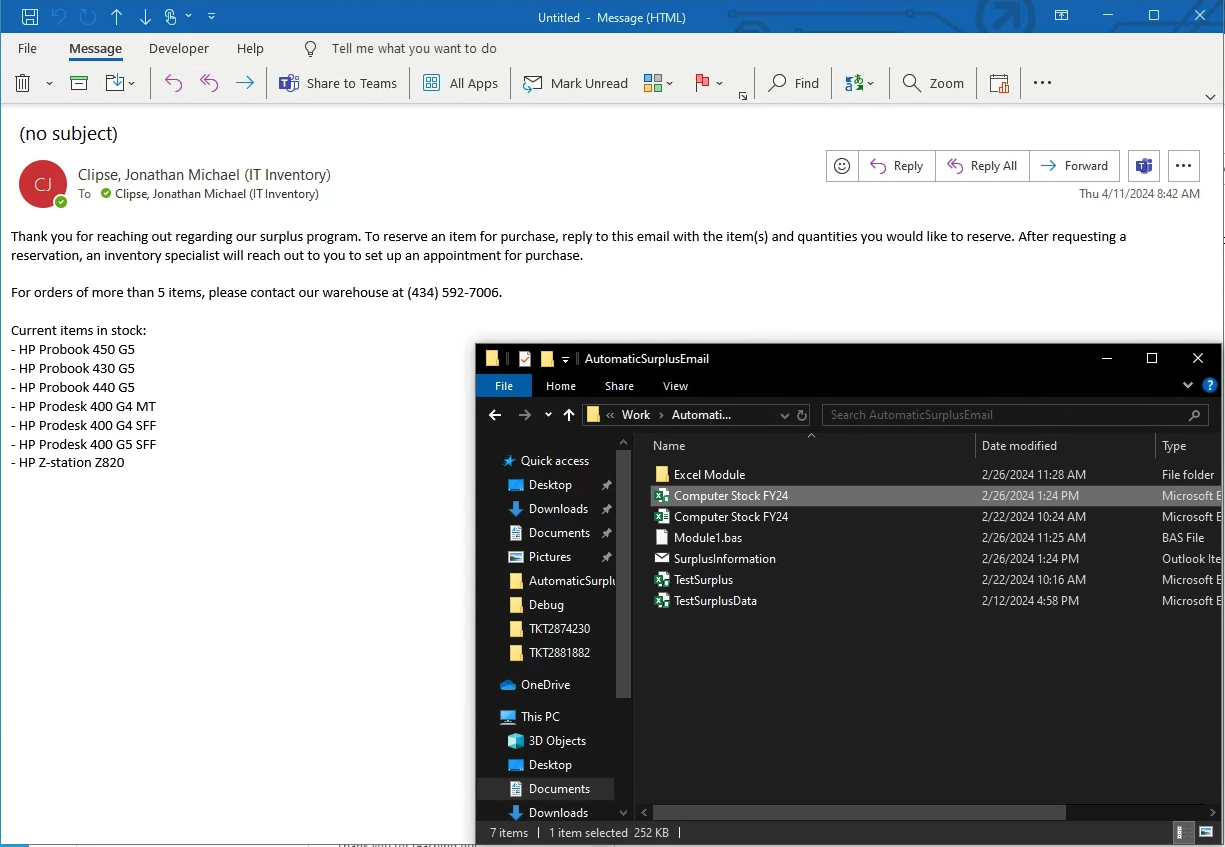 Untitled - Message (HTML)
File Message Developer Help Tell me what you want to do
Share to Teams All Apps Mark Unread Find Zoom
(no subject)
CJ
Clipse, Jonathan Michael (IT Inventory)
To Clipse, Jonathan Michael (IT Inventory)
Reply Reply All Forward
Thu 4/11/2024 8:42 AM
Thank you for reaching out regarding our surplus program. To reserve an item for purchase, reply to this email with the item(s) and quantities you would like to reserve. After requesting a
reservation, an inventory specialist will reach out to you to set up an appointment for purchase.
For orders of more than 5 items, please contact our warehouse at (434) 592-7006.
Current items in stock:
- HP Probook 450 G5
- HP Probook 430 G5
- HP Probook 440 G5
- HP Prodesk 400 G4 MT
- HP Prodesk 400 G4 SFF
- HP Prodesk 400 G5 SFF
- HP Z-station Z820
AutomaticSurplusEmail
File Home Share View
« Work › Automati...
Search AutomaticSurplusEmail
Quick access
Desktop
Downloads
Documents
Pictures
AutomaticSurplu
Debug
TKT2874230
TKT2881882
OneDrive
This PC
3D Objects
Desktop
Documents
Downloads
Name Date modified Type
Excel Module 2/26/2024 11:28 AM File folder
Computer Stock FY24 2/26/2024 1:24 PM Microsoft E
Computer Stock FY24 2/22/2024 10:24 AM Microsoft E
Module1.bas 2/26/2024 11:25 AM BAS File
SurplusInformation 2/26/2024 1:24 PM Outlook Ite
TestSurplus 2/22/2024 10:16 AM Microsoft E
TestSurplusData 2/12/2024 4:58 PM Microsoft E
7 items 1 item selected 252 KB